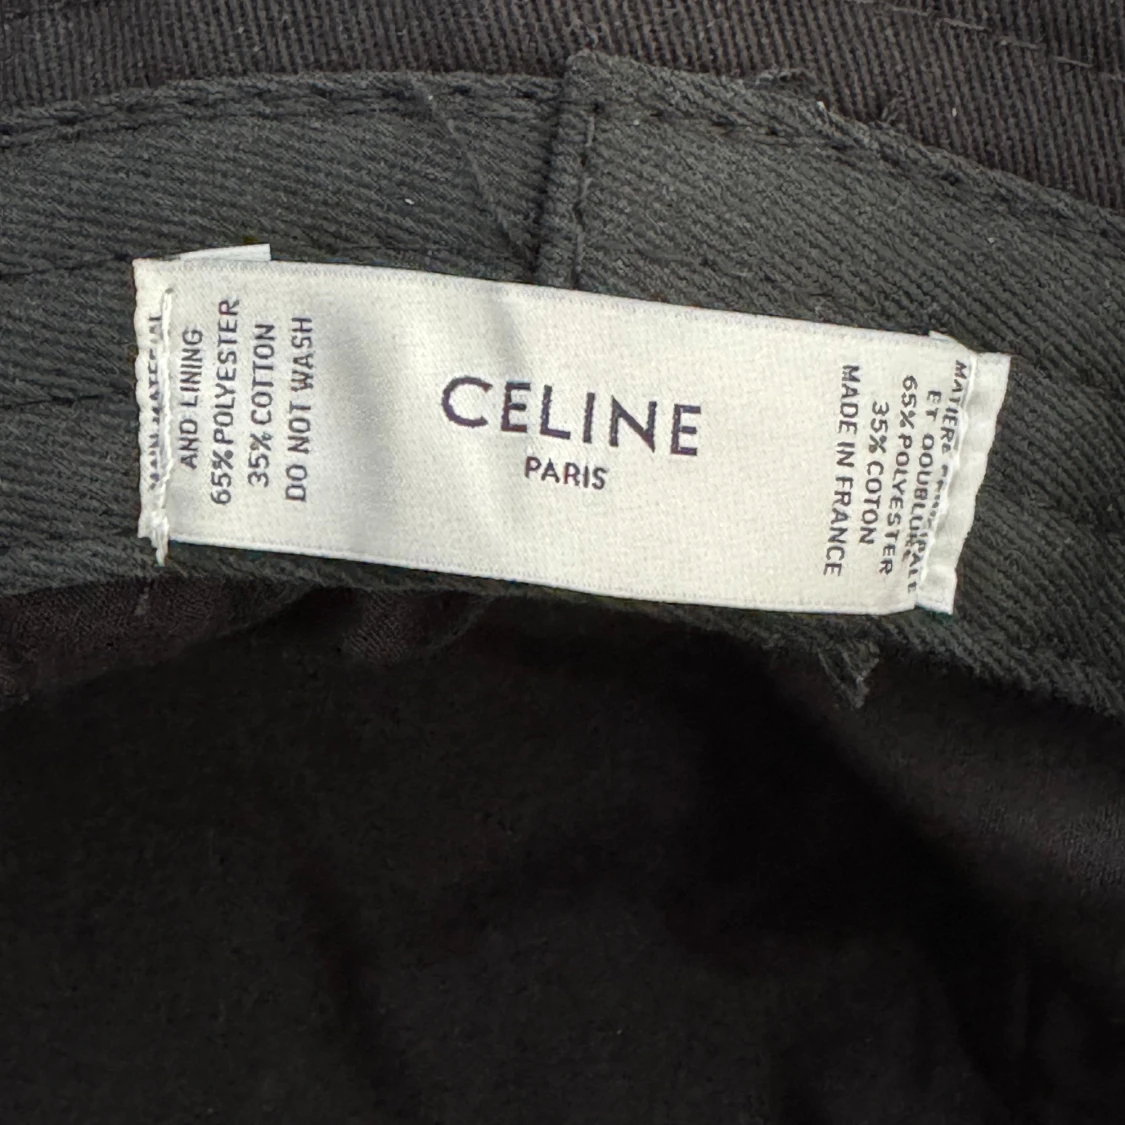 AND LINING
65% POLYESTER
35% COTTON
DO NOT WASH
CELINE
PARIS
MATIERE
ET DOUBLURE
65% POLYESTER
35% COTON
MADE IN FRANCE